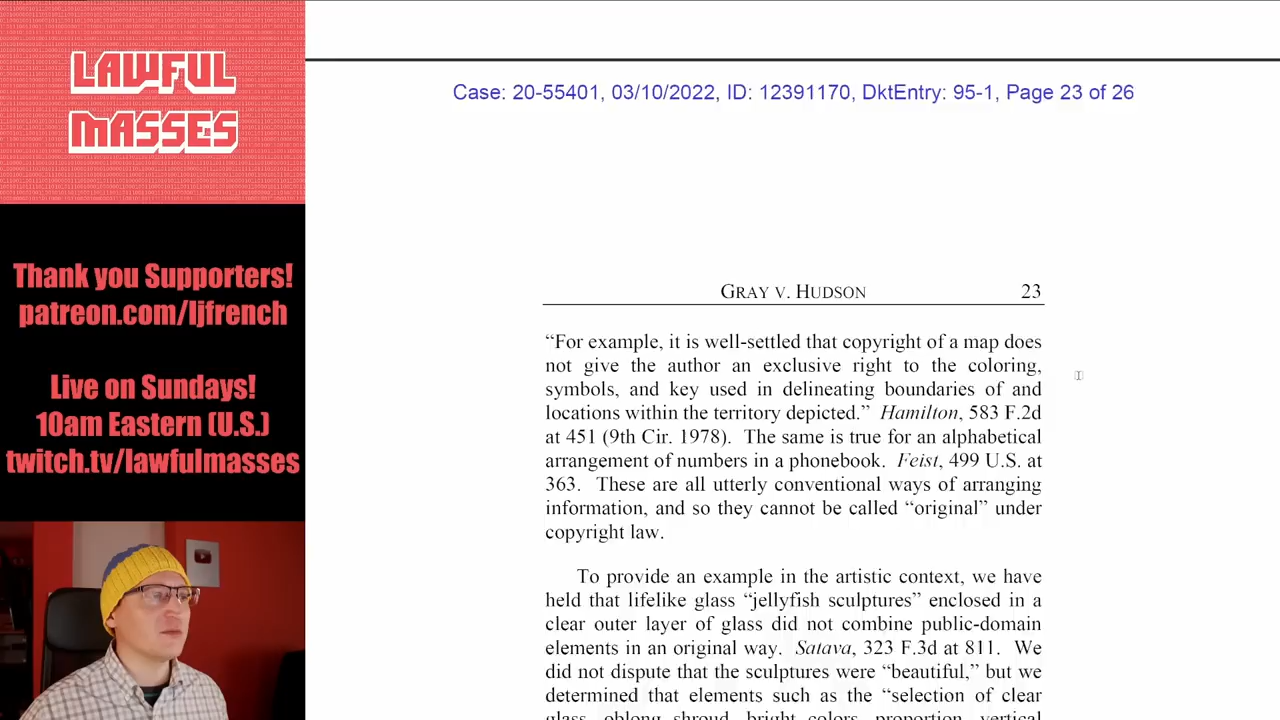 LAWFUL
MASSES
Thank you Supporters!
patreon.com/ljfrench
Live on Sundays!
10am Eastern (U.S.)
twitch.tv/lawfulmasses
Case: 20-55401, 03/10/2022, ID: 12391170, DktEntry: 95-1, Page 23 of 26
GRAY V. HUDSON 23
“For example, it is well-settled that copyright of a map does
not give the author an exclusive right to the coloring,
symbols, and key used in delineating boundaries of and
locations within the territory depicted.” Hamilton, 583 F.2d
at 451 (9th Cir. 1978). The same is true for an alphabetical
arrangement of numbers in a phonebook. Feist, 499 U.S. at
363. These are all utterly conventional ways of arranging
information, and so they cannot be called “original” under
copyright law.
To provide an example in the artistic context, we have
held that lifelike glass “jellyfish sculptures” enclosed in a
clear outer layer of glass did not combine public-domain
elements in an original way. Satava, 323 F.3d at 811. We
did not dispute that the sculptures were “beautiful,” but we
determined that elements such as the “selection of clear
glass, oblong shroud, bright colors, proportion, vertical